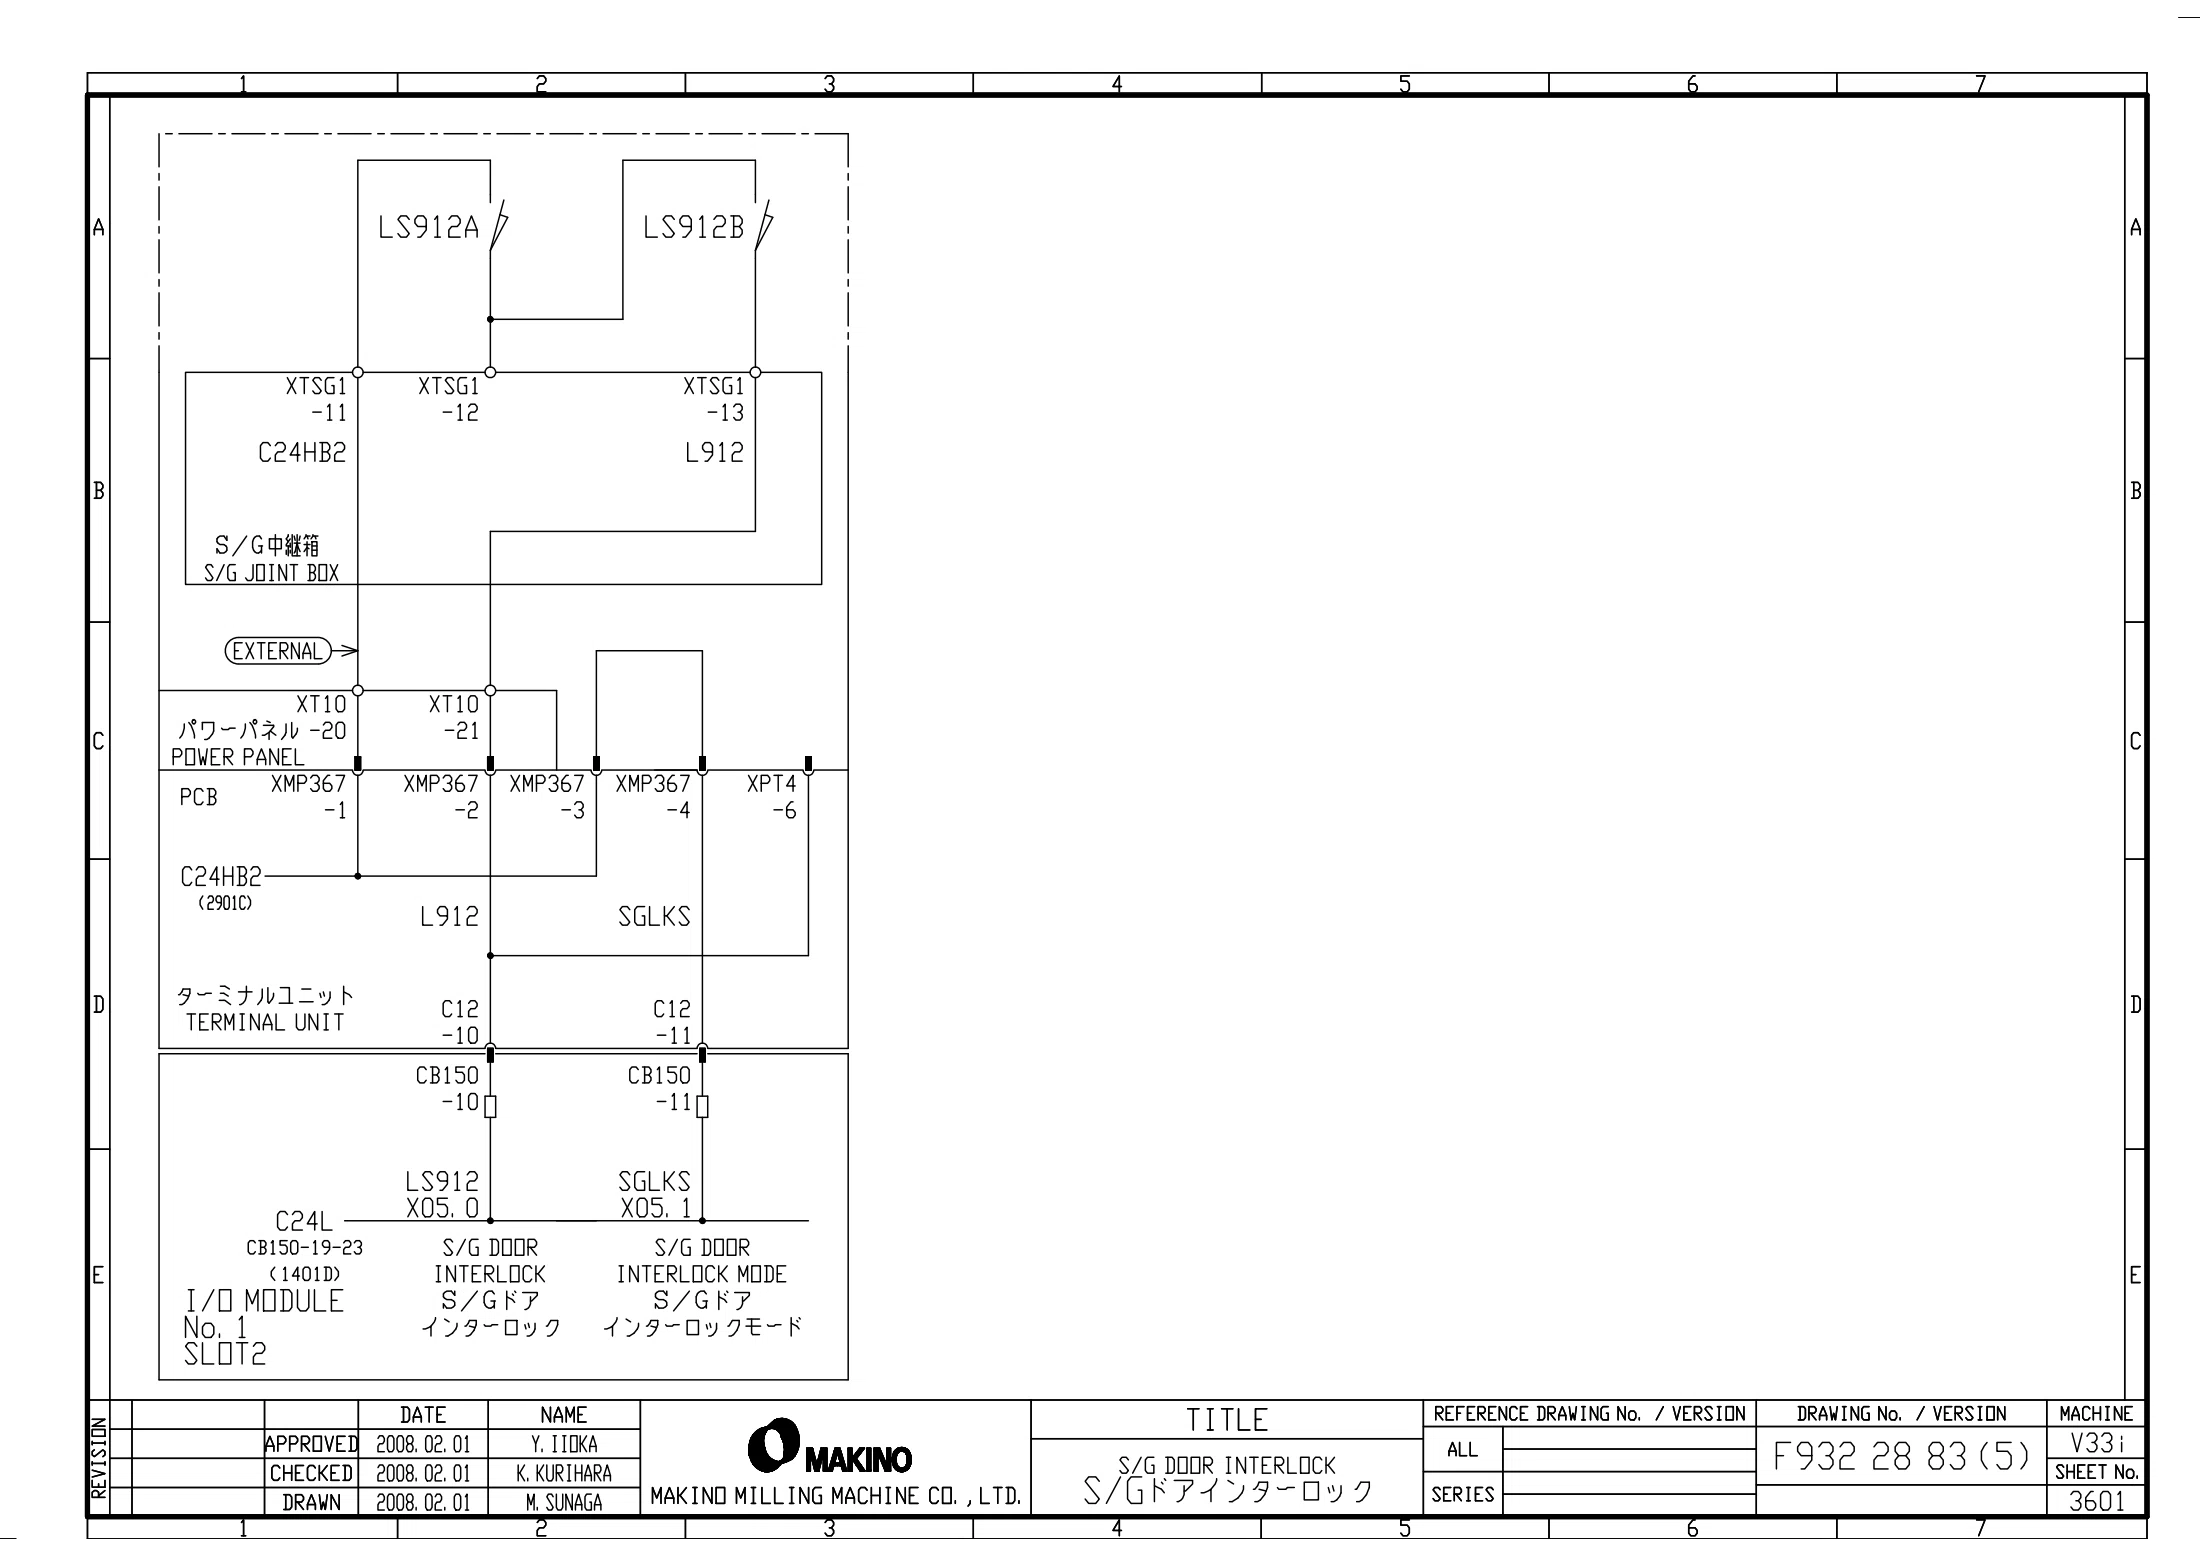 1 2 3 4 5 6 7
A A
LS912A LS912B
XTSG1 XTSG1 XTSG1
-11 -12 -13
C24HB2 L912
B B
S/G中継箱
S/G JOINT BOX
EXTERNAL
XT10 XT10
パワーパネル -20 -21
POWER PANEL
C C
XMP367 XMP367 XMP367 XMP367 XPT4
PCB
-1 -2 -3 -4 -6
C24HB2
(2901C)
L912 SGLKS
ターミナルユニット
TERMINAL UNIT
D D
C12 C12
-10 -11
CB150 CB150
-10 -11
LS912 SGLKS
X05.0 X05.1
C24L
CB150-19-23
(1401D)
S/G DOOR
INTERLOCK
S/Gドア
インターロック
S/G DOOR
INTERLOCK MODE
S/Gドア
インターロックモード
E E
I/O MODULE
No. 1
SLOT2
REVISION
DATE NAME
APPROVED 2008.02.01 Y. IIOKA
CHECKED 2008.02.01 K. KURIHARA
DRAWN 2008.02.01 M. SUNAGA
MAKINO
MAKINO MILLING MACHINE CO.,LTD.
TITLE
S/G DOOR INTERLOCK
S/Gドアインターロック
REFERENCE DRAWING No. / VERSION
ALL
SERIES
DRAWING No. / VERSION
F932 28 83(5)
MACHINE
V33i
SHEET No.
3601
1 2 3 4 5 6 7